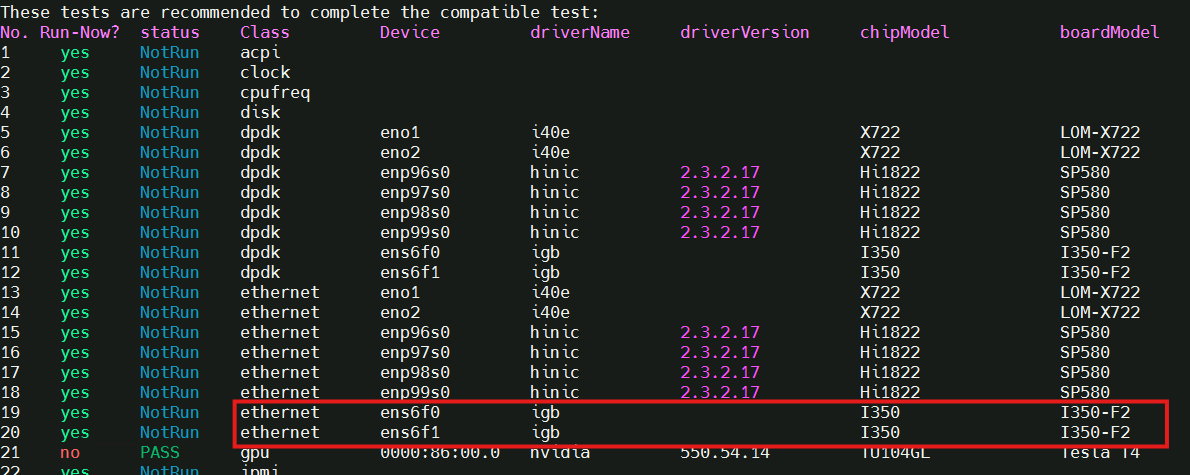 These tests are recommended to complete the compatible test:
No. Run-Now? status Class Device driverName driverVersion chipModel boardModel
1 yes NotRun acpi
2 yes NotRun clock
3 yes NotRun cpufreq
4 yes NotRun disk
5 yes NotRun dpdk eno1 i40e X722 LOM-X722
6 yes NotRun dpdk eno2 i40e X722 LOM-X722
7 yes NotRun dpdk enp96s0 hinic 2.3.2.17 Hi1822 SP580
8 yes NotRun dpdk enp97s0 hinic 2.3.2.17 Hi1822 SP580
9 yes NotRun dpdk enp98s0 hinic 2.3.2.17 Hi1822 SP580
10 yes NotRun dpdk enp99s0 hinic 2.3.2.17 Hi1822 SP580
11 yes NotRun dpdk ens6f0 igb I350 I350-F2
12 yes NotRun dpdk ens6f1 igb I350 I350-F2
13 yes NotRun ethernet eno1 i40e X722 LOM-X722
14 yes NotRun ethernet eno2 i40e X722 LOM-X722
15 yes NotRun ethernet enp96s0 hinic 2.3.2.17 Hi1822 SP580
16 yes NotRun ethernet enp97s0 hinic 2.3.2.17 Hi1822 SP580
17 yes NotRun ethernet enp98s0 hinic 2.3.2.17 Hi1822 SP580
18 yes NotRun ethernet enp99s0 hinic 2.3.2.17 Hi1822 SP580
19 yes NotRun ethernet ens6f0 igb I350 I350-F2
20 yes NotRun ethernet ens6f1 igb I350 I350-F2
21 no PASS gpu 0000:86:00.0 nvidia 550.54.14 TU104GL Tesla T4
22 yes NotRun ipmi